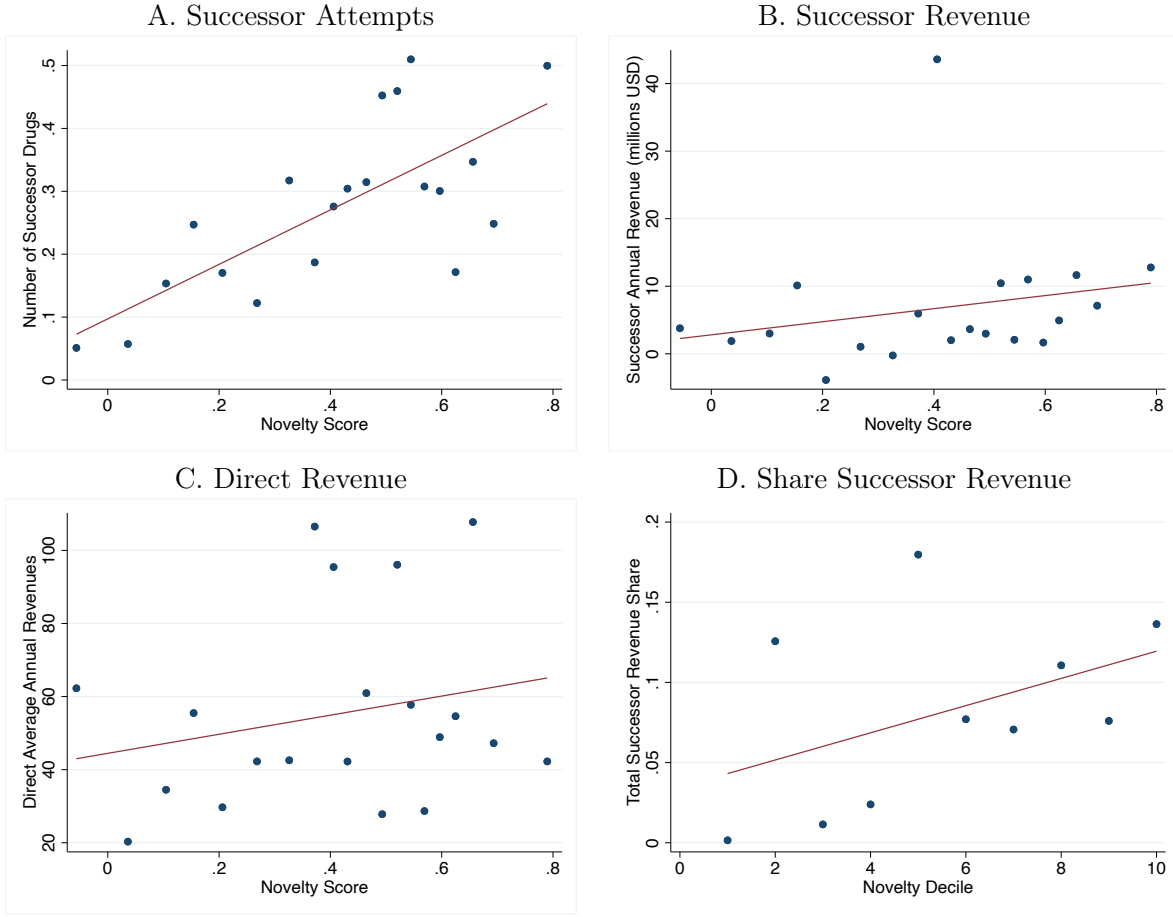 A. Successor Attempts
Number of Successor Drugs
.5
.4
.3
.2
.1
0
0 .2 .4 .6 .8
Novelty Score
B. Successor Revenue
Successor Annual Revenue (millions USD)
40
30
20
10
0
0 .2 .4 .6 .8
Novelty Score
C. Direct Revenue
Direct Average Annual Revenues
100
80
60
40
20
0 .2 .4 .6 .8
Novelty Score
D. Share Successor Revenue
Total Successor Revenue Share
.2
.15
.1
.05
0
0 2 4 6 8 10
Novelty Decile